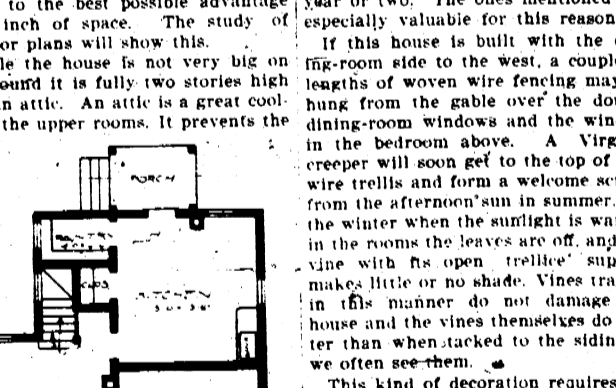 to the best possible advantage
inch of space. The study of
or plans will show this.
le the house is not very big on
ound it is fully two stories high
n attic. An attic is a great cool-
the upper rooms. It prevents the
PORCH
year or two. The ones mentioned
especially valuable for this reason
If this house is built with the
ing-room side to the west, a coupl
lengths of woven wire fencing may
hung from the gable over the do
dining-room windows and the win
in the bedroom above. A Virg
creeper will soon get to the top of
wire trellis and form a welcome sc
from the afternoon sun in summer.
the winter when the sunlight is wa
in the rooms the leaves are off, and
vine with its open trellice sup
makes little or no shade. Vines tra
in this manner do not damage
house and the vines themselves do
ter than when tacked to the sidin
we often see them.
This kind of decoration requires